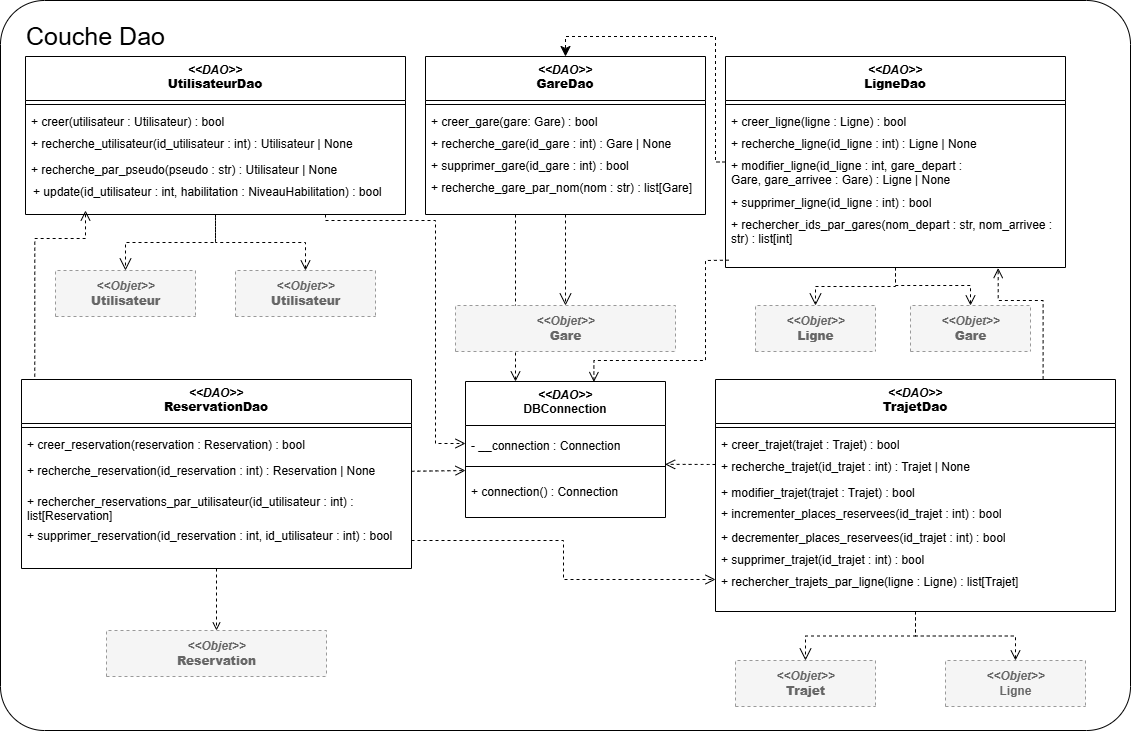 Couche Dao
<<DAO>>
UtilisateurDao
+ creer(utilisateur : Utilisateur) : bool
+ recherche_utilisateur(id_utilisateur : int) : Utilisateur | None
+ recherche_par_pseudo(pseudo : str) : Utilisateur | None
+ update(id_utilisateur : int, habilitation : NiveauHabilitation) : bool
<<DAO>>
GareDao
+ creer_gare(gare: Gare) : bool
+ recherche_gare(id_gare : int) : Gare | None
+ supprimer_gare(id_gare : int) : bool
+ recherche_gare_par_nom(nom : str) : list[Gare]
<<DAO>>
LigneDao
+ creer_ligne(ligne : Ligne) : bool
+ recherche_ligne(id_ligne : int) : Ligne | None
+ modifier_ligne(id_ligne : int, gare_depart :
Gare, gare_arrivee : Gare) : Ligne | None
+ supprimer_ligne(id_ligne : int) : bool
+ rechercher_ids_par_gares(nom_depart : str, nom_arrivee :
str) : list[int]
<<Objet>>
Utilisateur
<<Objet>>
Utilisateur
<<Objet>>
Gare
<<Objet>>
Ligne
<<Objet>>
Gare
<<DAO>>
ReservationDao
+ creer_reservation(reservation : Reservation) : bool
+ recherche_reservation(id_reservation : int) : Reservation | None
+ rechercher_reservations_par_utilisateur(id_utilisateur : int) :
list[Reservation]
+ supprimer_reservation(id_reservation : int, id_utilisateur : int) : bool
<<DAO>>
DBConnection
- __connection : Connection
+ connection() : Connection
<<DAO>>
TrajetDao
+ creer_trajet(trajet : Trajet) : bool
+ recherche_trajet(id_trajet : int) : Trajet | None
+ modifier_trajet(trajet : Trajet) : bool
+ incrementer_places_reservees(id_trajet : int) : bool
+ decrementer_places_reservees(id_trajet : int) : bool
+ supprimer_trajet(id_trajet : int) : bool
+ rechercher_trajets_par_ligne(ligne : Ligne) : list[Trajet]
<<Objet>>
Reservation
<<Objet>>
Trajet
<<Objet>>
Ligne